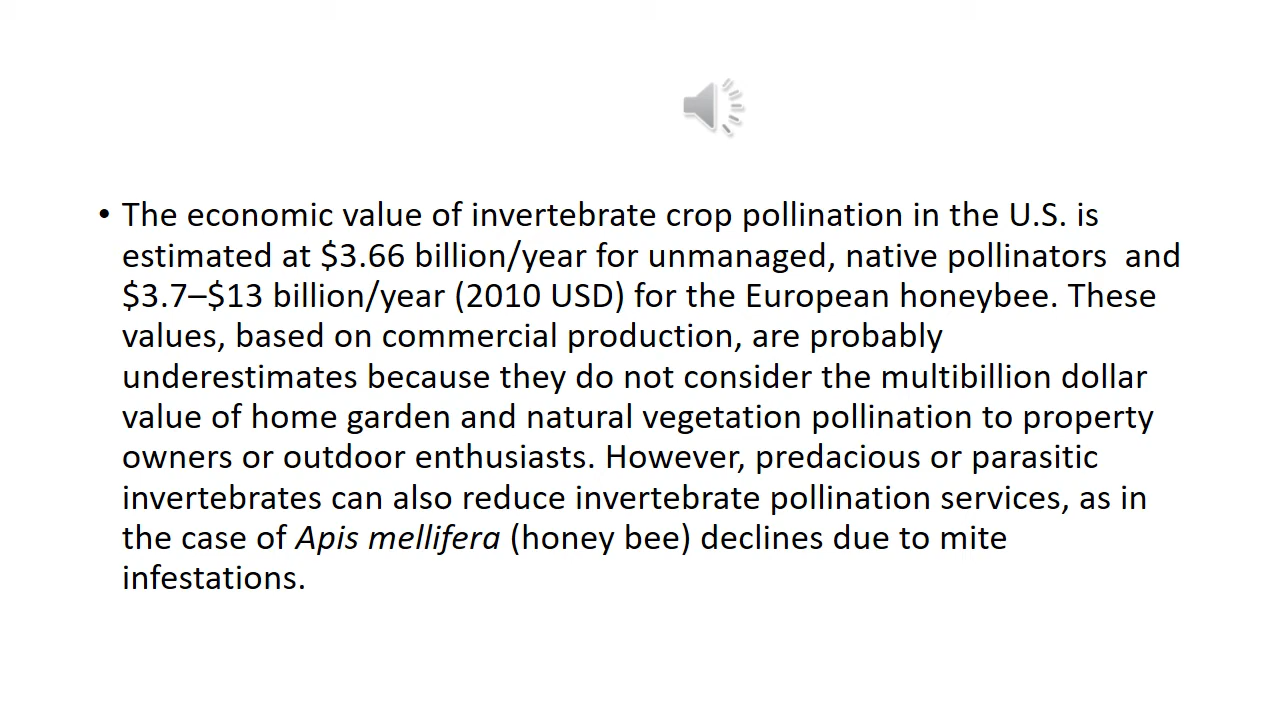 • The economic value of invertebrate crop pollination in the U.S. is
estimated at $3.66 billion/year for unmanaged, native pollinators  and
$3.7–$13 billion/year (2010 USD) for the European honeybee. These
values, based on commercial production, are probably
underestimates because they do not consider the multibillion dollar
value of home garden and natural vegetation pollination to property
owners or outdoor enthusiasts. However, predacious or parasitic
invertebrates can also reduce invertebrate pollination services, as in
the case of Apis mellifera (honey bee) declines due to mite
infestations.